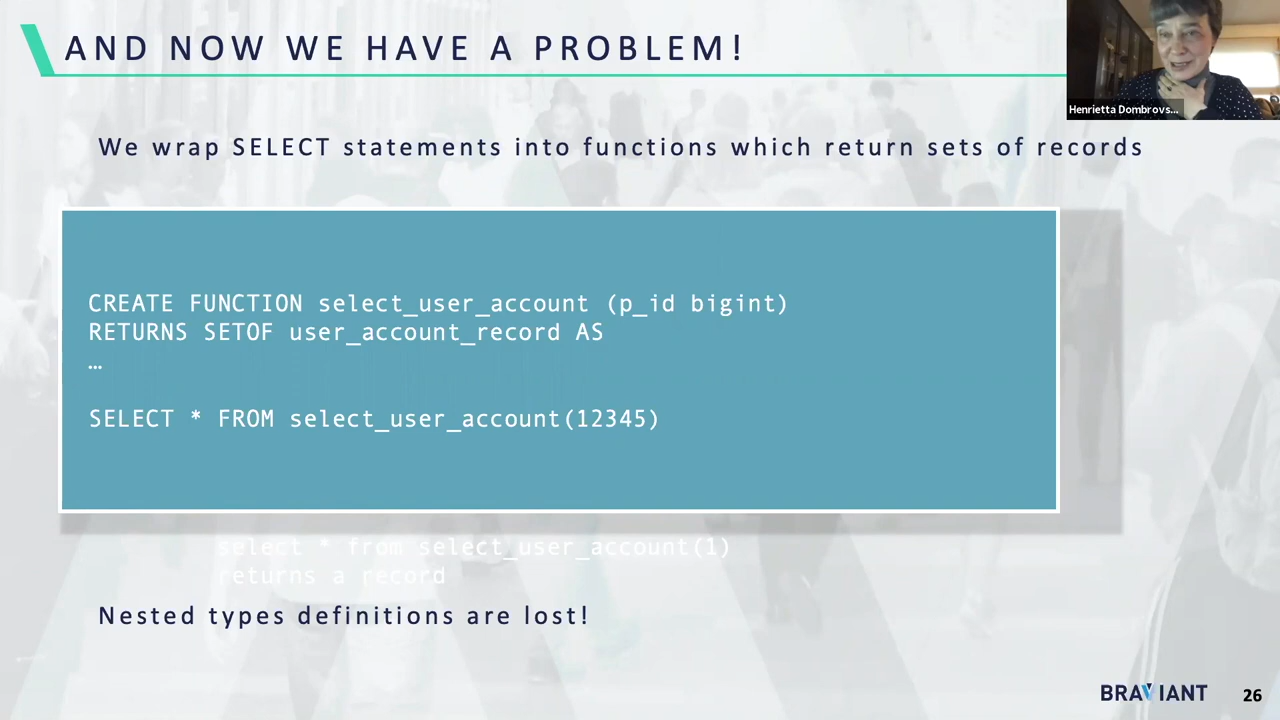 AND NOW WE HAVE A PROBLEM!
Henrietta Dombrovs...
We wrap SELECT statements into functions which return sets of records
CREATE FUNCTION select_user_account (p_id bigint)
RETURNS SETOF user_account_record AS
…
SELECT * FROM select_user_account(12345)
select * from select_user_account(1)
returns a record
Nested types definitions are lost!
BRAVIANT
26